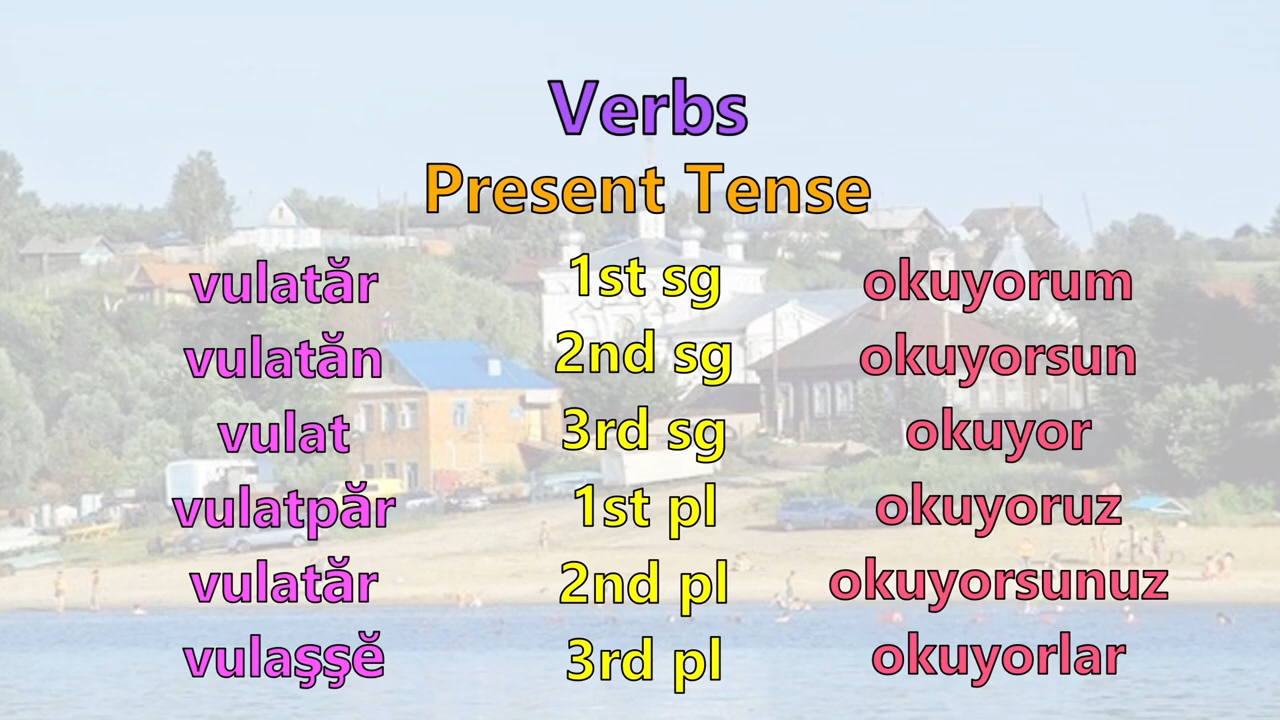 Verbs
Present Tense
vulatăr 1st sg okuyorum
vulatăn 2nd sg okuyorsun
vulat 3rd sg okuyor
vulatpăr 1st pl okuyoruz
vulatăr 2nd pl okuyorsunuz
vulaşşĕ 3rd pl okuyorlar